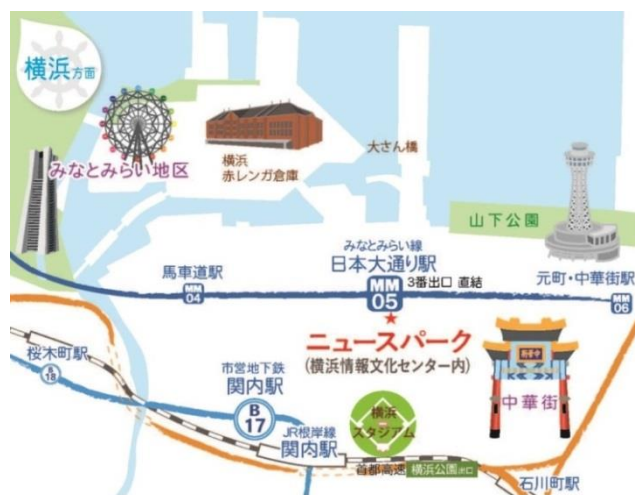 横浜方面
みなとみらい地区
横浜
赤レンガ倉庫
大さん橋
山下公園
みなとみらい線
日本大通り駅
馬車道駅
3番出口 直結
元町・中華街駅
MM
04
MM
05
MM
06
ニュースパーク
(横浜情報文化センター内)
桜木町駅
B
18
市営地下鉄
関内駅
B
17
JR根岸線
関内駅
横浜
スタジアム
中華街
首都高速 横浜公園出口
石川町駅